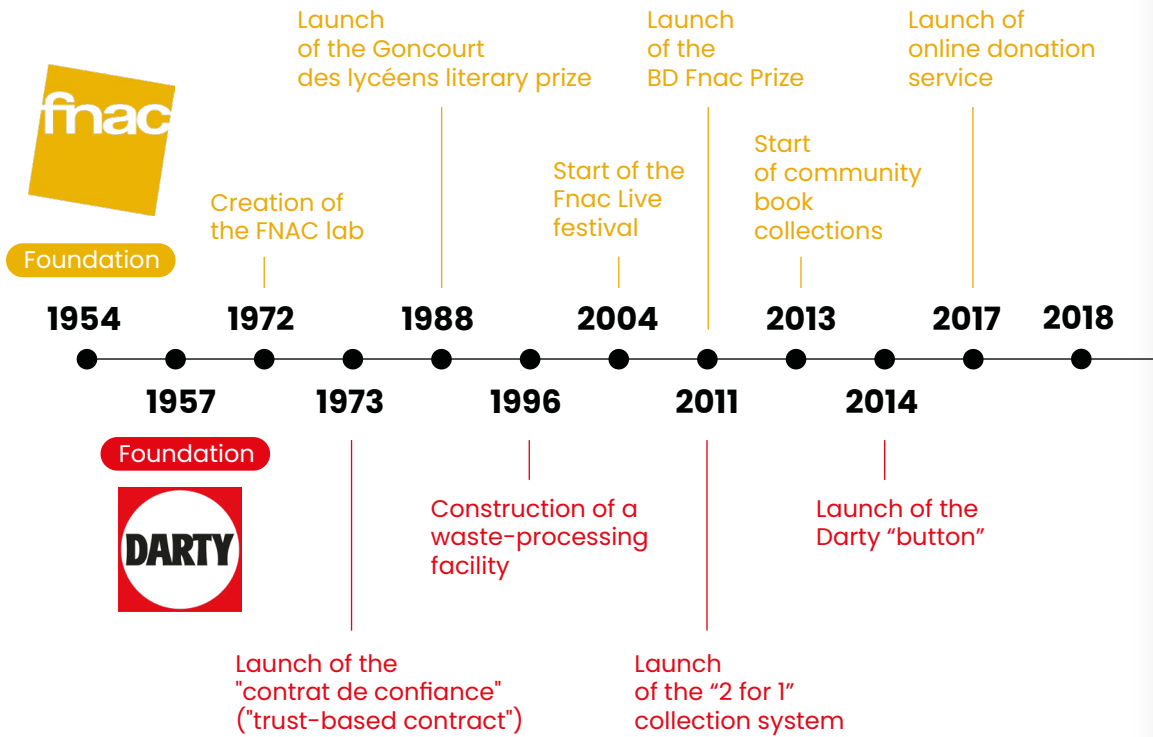 Launch
of the Goncourt
des lycéens literary prize
Launch
of the
BD Fnac Prize
Launch of
online donation
service
fnac
Creation of
the FNAC lab
Start of the
Fnac Live
festival
Start
of community
book
collections
Foundation
1954
1972
1988
2004
2013
2017
2018
1957
1973
1996
2011
2014
Foundation
DARTY
Construction of a
waste-processing
facility
Launch of the
Darty “button”
Launch of the
"contrat de confiance"
("trust-based contract")
Launch
of the “2 for 1”
collection system